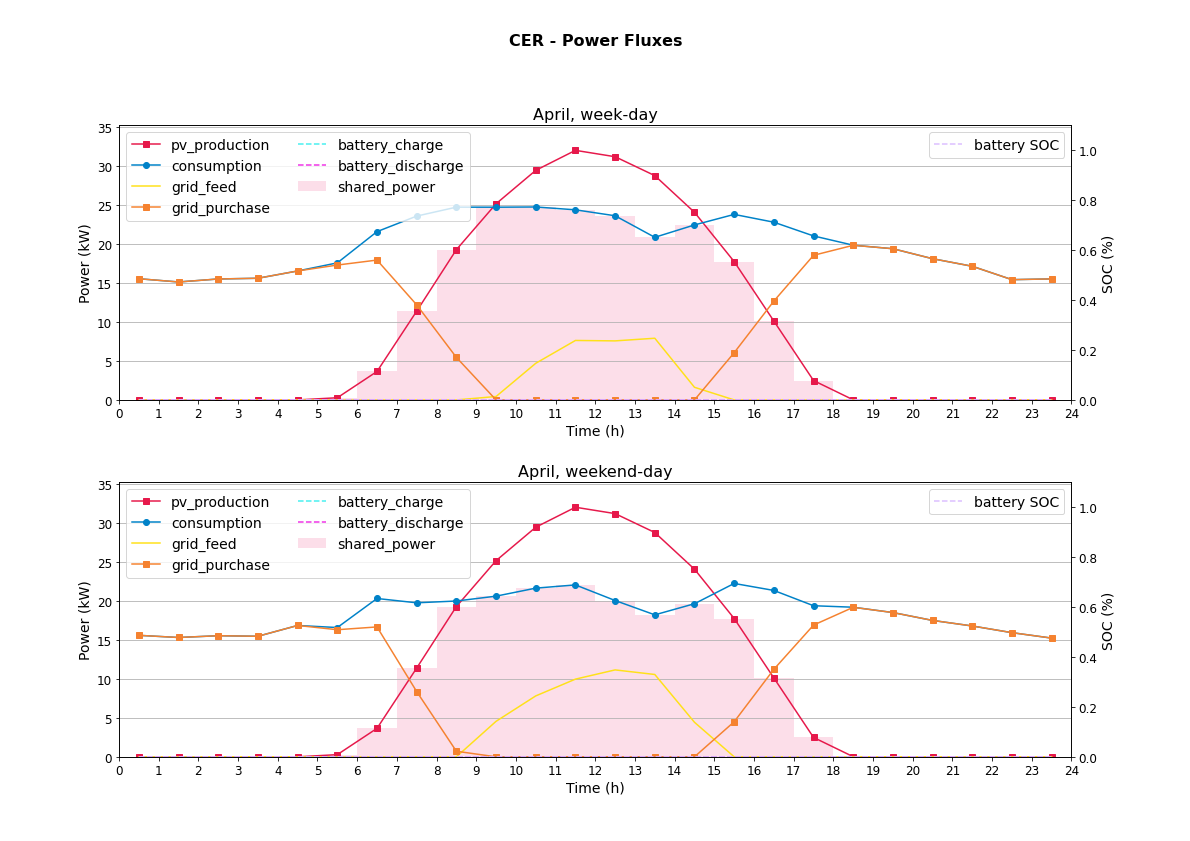 CER - Power Fluxes
April, week-day
35
30
25
20
15
10
5
0
Power (kW)
pv_production
consumption
grid_feed
grid_purchase
battery_charge
battery_discharge
shared_power
battery SOC
1.0
0.8
0.6
0.4
0.2
0.0
SOC (%)
0 1 2 3 4 5 6 7 8 9 10 11 12 13 14 15 16 17 18 19 20 21 22 23 24
Time (h)
April, weekend-day
35
30
25
20
15
10
5
0
Power (kW)
pv_production
consumption
grid_feed
grid_purchase
battery_charge
battery_discharge
shared_power
battery SOC
1.0
0.8
0.6
0.4
0.2
0.0
SOC (%)
0 1 2 3 4 5 6 7 8 9 10 11 12 13 14 15 16 17 18 19 20 21 22 23 24
Time (h)